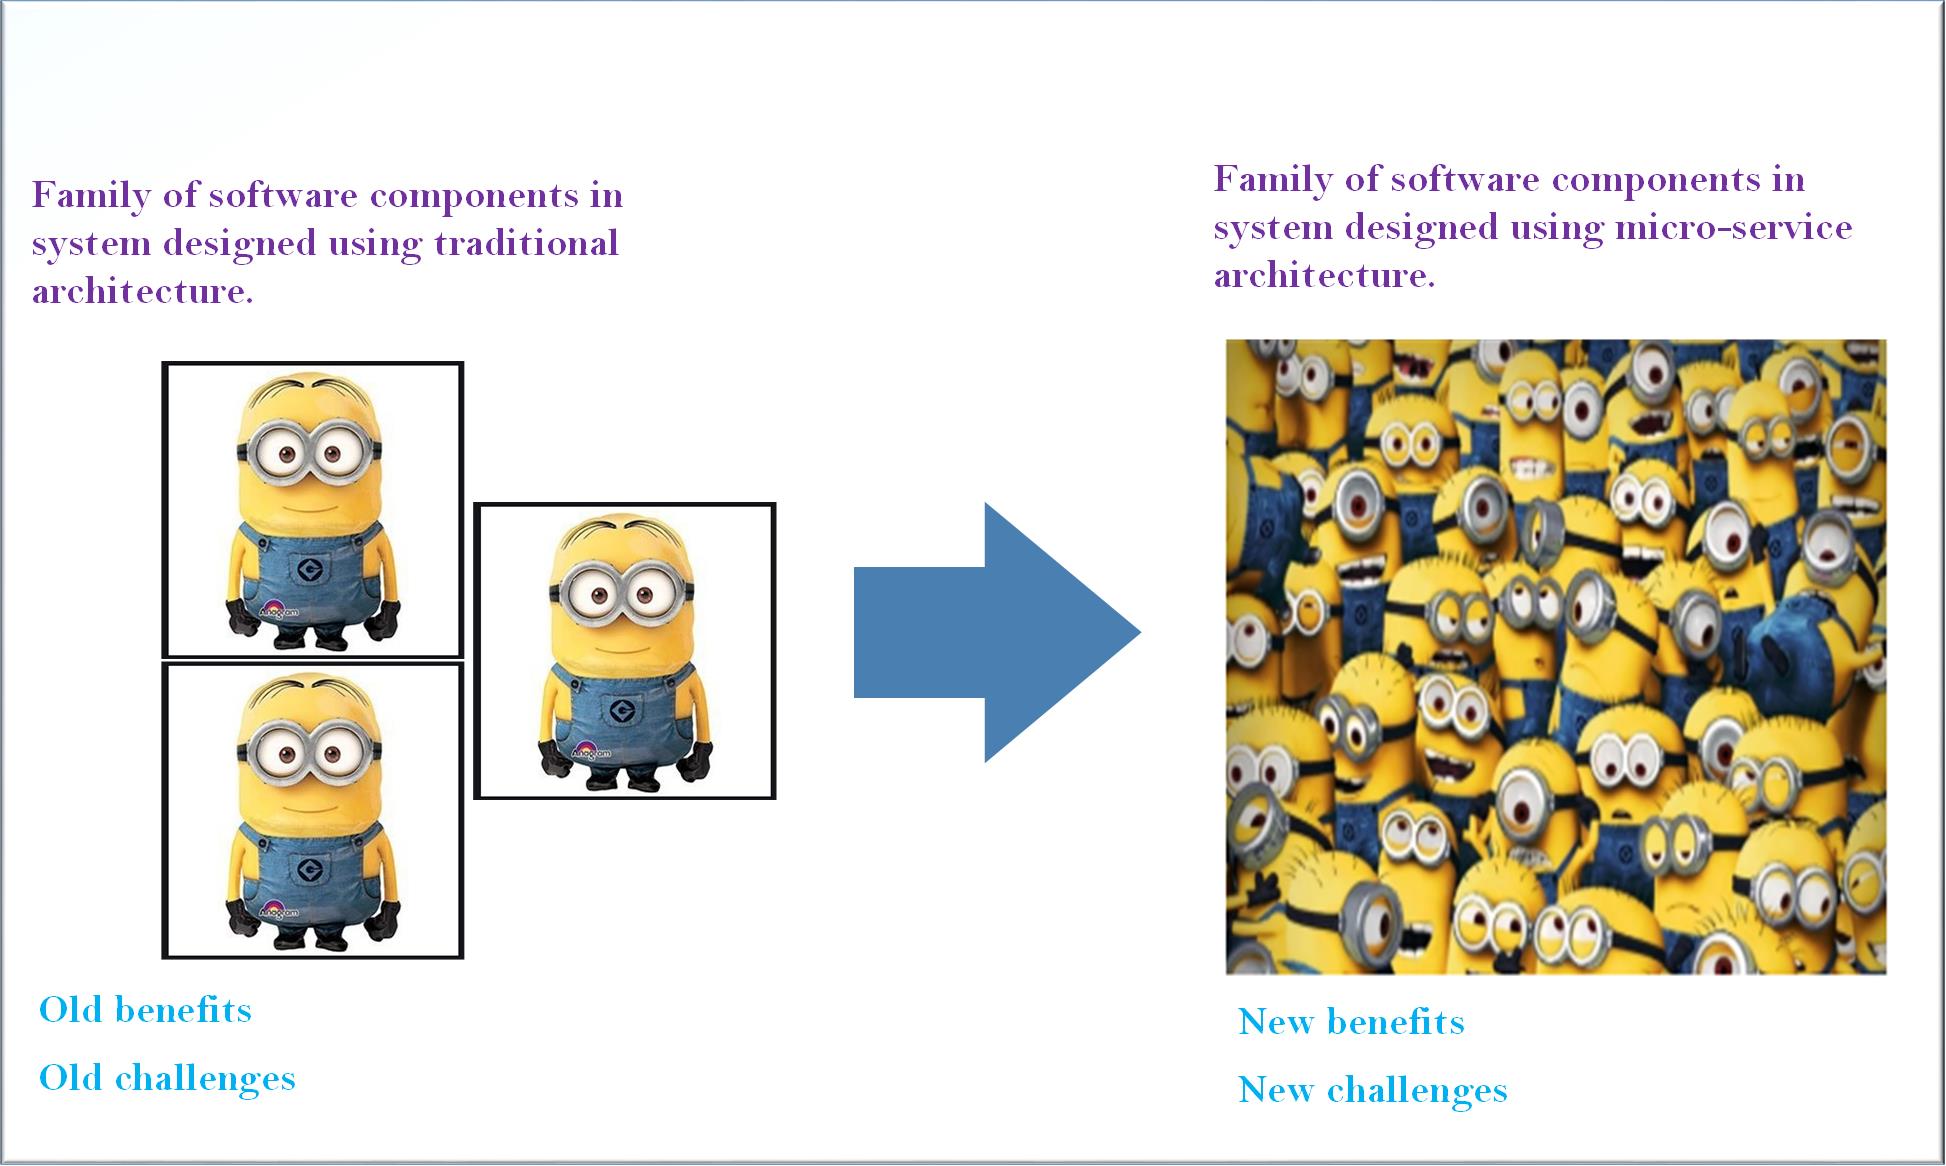 Family of software components in
system designed using traditional
architecture.
Family of software components in
system designed using micro-service
architecture.
Anagram
Anagram
Anagram
Old benefits
Old challenges
New benefits
New challenges